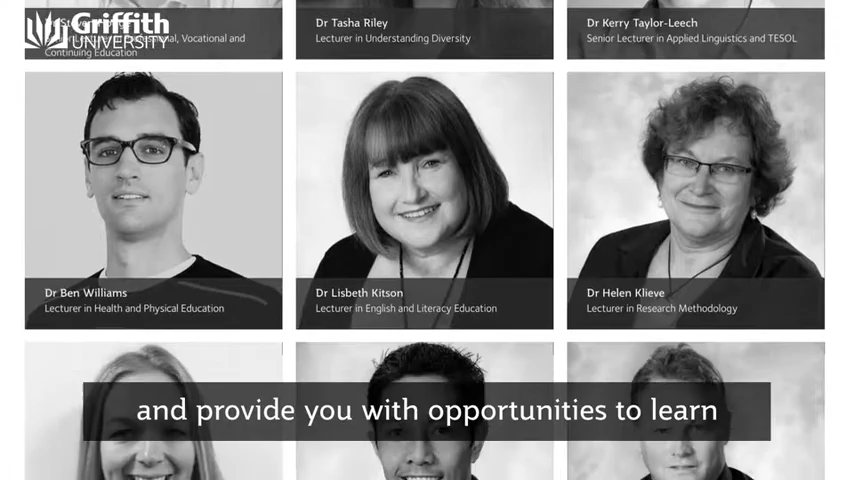 Griffith
UNIVERSITY
Dr
Vocational and
Continuing Education
Dr Tasha Riley
Lecturer in Understanding Diversity
Dr Kerry Taylor-Leech
Senior Lecturer in Applied Linguistics and TESOL
Dr Ben Williams
Lecturer in Health and Physical Education
Dr Lisbeth Kitson
Lecturer in English and Literacy Education
Dr Helen Klieve
Lecturer in Research Methodology
and provide you with opportunities to learn